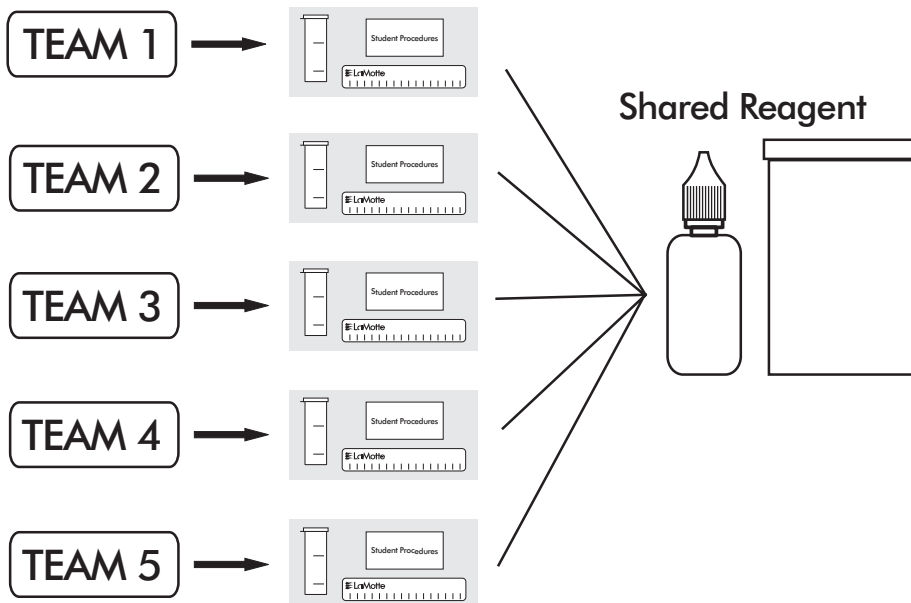 TEAM 1
Student Procedures
LaMotte
Shared Reagent
TEAM 2
Student Procedures
LaMotte
TEAM 3
Student Procedures
LaMotte
TEAM 4
Student Procedures
LaMotte
TEAM 5
Student Procedures
LaMotte